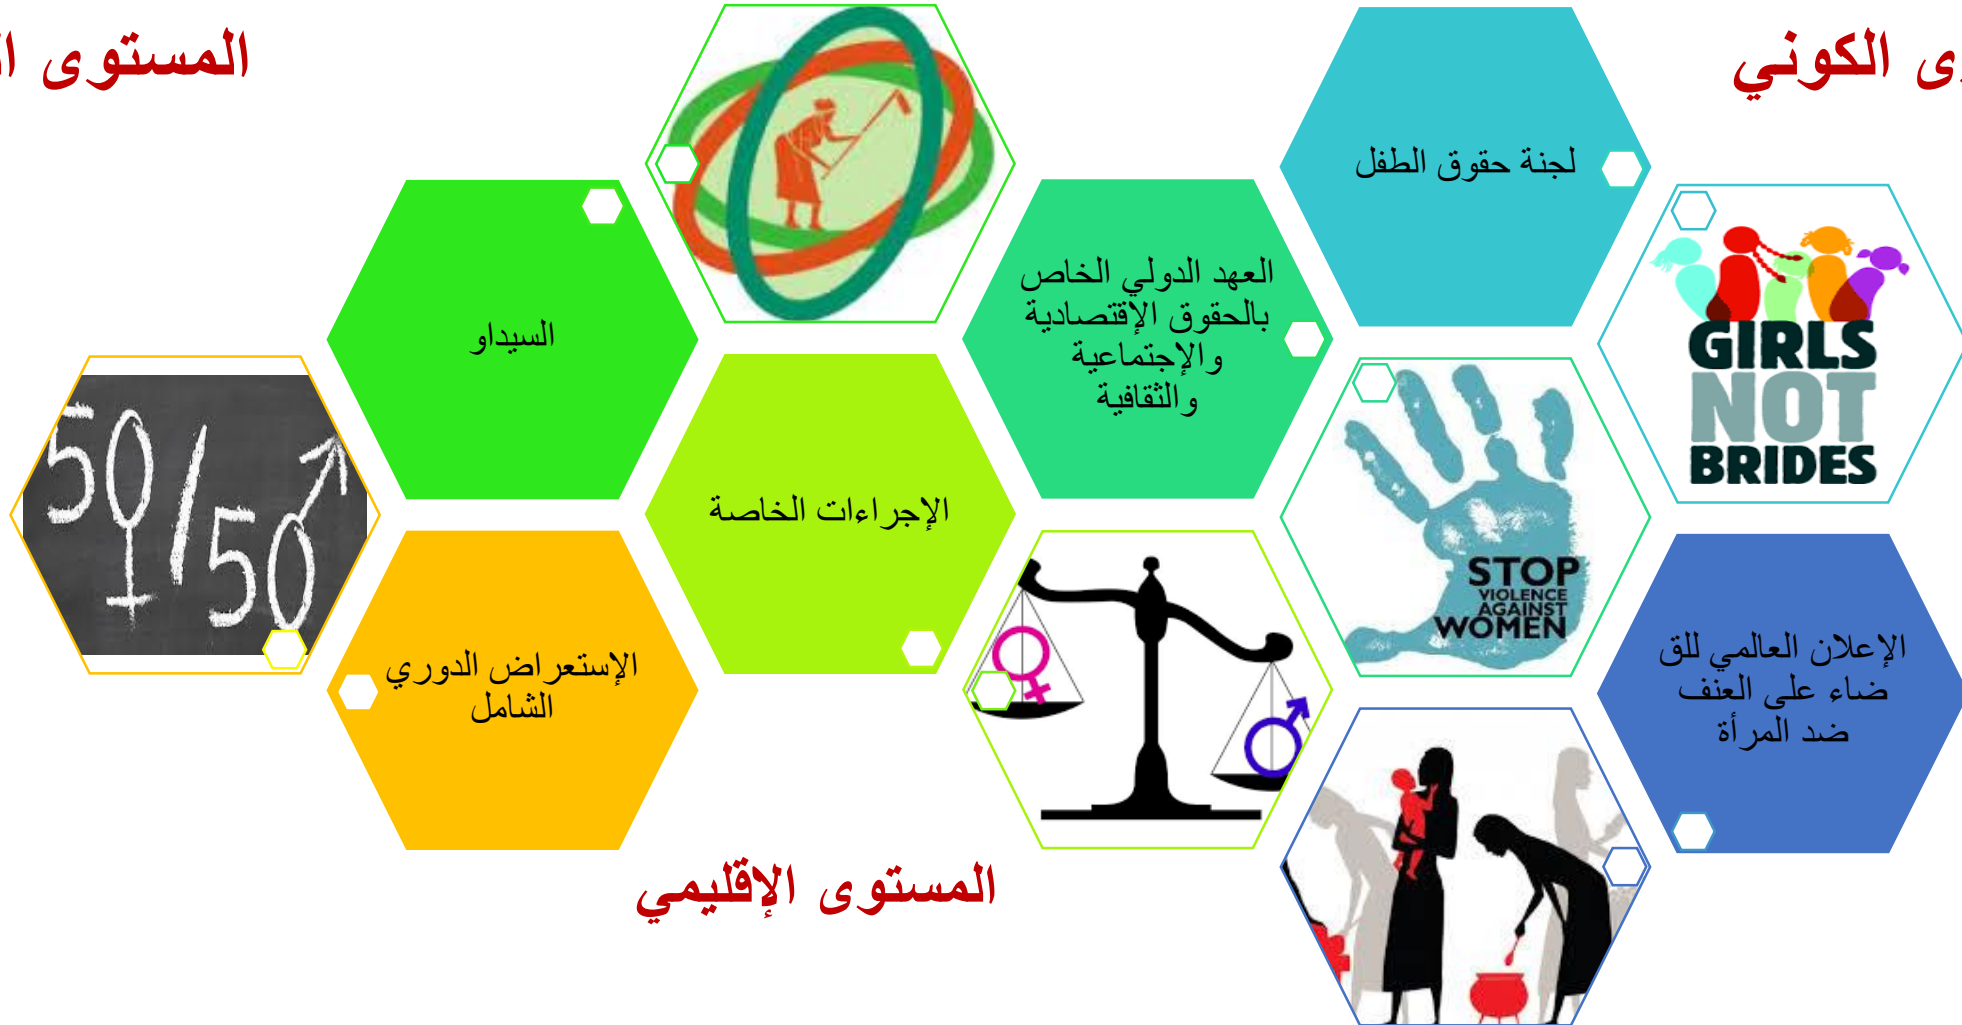 ى الكوني
المستوى ا
لجنة حقوق الطفل
GIRLS
NOT
BRIDES
العهد الدولي الخاص
بالحقوق الإقتصادية
والإجتماعية
والثقافية
السيداو
الإجراءات الخاصة
50/50
STOP
VIOLENCE
AGAINST
WOMEN
الإعلان العالمي للق
ضاء على العنف
ضد المرأة
الإستعراض الدوري
الشامل
المستوى الإقليمي